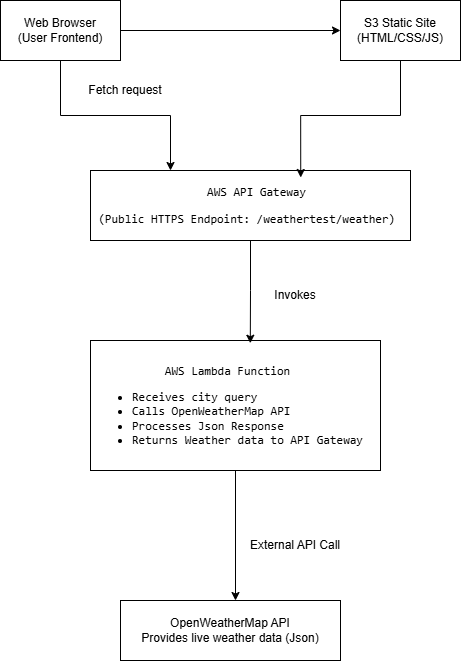 Web Browser
(User Frontend)
S3 Static Site
(HTML/CSS/JS)
Fetch request
AWS API Gateway
(Public HTTPS Endpoint: /weathertest/weather)
Invokes
AWS Lambda Function
• Receives city query
• Calls OpenWeatherMap API
• Processes Json Response
• Returns Weather data to API Gateway
External API Call
OpenWeatherMap API
Provides live weather data (Json)